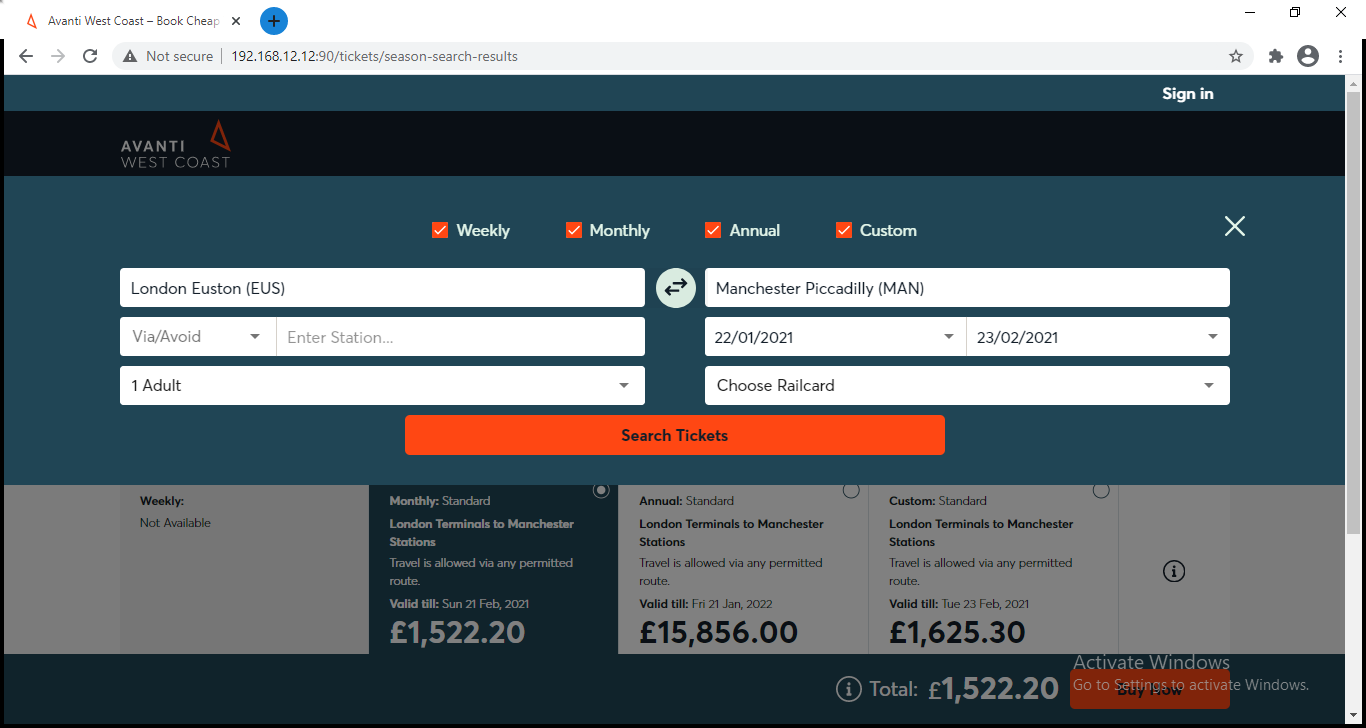 Avanti West Coast – Book Cheap
Not secure 192.168.12.12:90/tickets/season-search-results
Sign in
AVANTI
WEST COAST
Weekly Monthly Annual Custom
London Euston (EUS) Manchester Piccadilly (MAN)
Via/Avoid Enter Station... 22/01/2021 23/02/2021
1 Adult Choose Railcard
Search Tickets
Weekly:
Not Available
Monthly: Standard
London Terminals to Manchester
Stations
Travel is allowed via any permitted
route.
Valid till: Sun 21 Feb, 2021
£1,522.20
Annual: Standard
London Terminals to Manchester
Stations
Travel is allowed via any permitted
route.
Valid till: Fri 21 Jan, 2022
£15,856.00
Custom: Standard
London Terminals to Manchester
Stations
Travel is allowed via any permitted
route.
Valid till: Tue 23 Feb, 2021
£1,625.30
Total: £1,522.20
Buy Now
Activate Windows
Go to Settings to activate Windows.